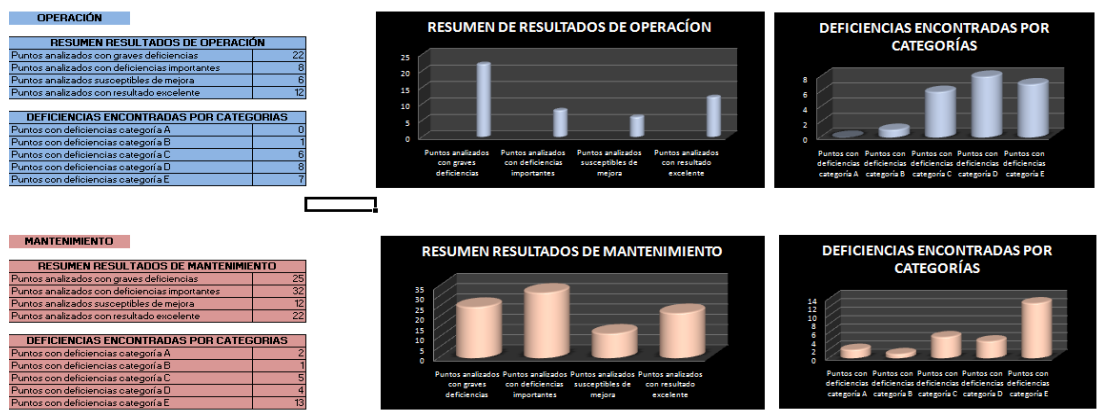 OPERACIÓN
RESUMEN RESULTADOS DE OPERACIÓN
Puntos analizados con graves deficiencias 22
Puntos analizados con deficiencias importantes 8
Puntos analizados susceptibles de mejora 6
Puntos analizados con resultado excelente 12
DEFICIENCIAS ENCONTRADAS POR CATEGORIAS
Puntos con deficiencias categoría A 0
Puntos con deficiencias categoría B 1
Puntos con deficiencias categoría C 6
Puntos con deficiencias categoría D 8
Puntos con deficiencias categoría E 7
RESUMEN DE RESULTADOS DE OPERACÍON
25
20
15
10
5
0
Puntos analizados Puntos analizados Puntos analizados Puntos analizados
con graves con deficiencias susceptibles de con resultado
deficiencias importantes mejora excelente
DEFICIENCIAS ENCONTRADAS POR
CATEGORÍAS
8
6
4
2
0
Puntos con Puntos con Puntos con Puntos con Puntos con
deficiencias deficiencias deficiencias deficiencias deficiencias
categoría A categoría B categoría C categoría D categoría E
MANTENIMIENTO
RESUMEN RESULTADOS DE MANTENIMIENTO
Puntos analizados con graves deficiencias 25
Puntos analizados con deficiencias importantes 32
Puntos analizados susceptibles de mejora 12
Puntos analizados con resultado excelente 22
DEFICIENCIAS ENCONTRADAS POR CATEGORIAS
Puntos con deficiencias categoría A 2
Puntos con deficiencias categoría B 1
Puntos con deficiencias categoría C 5
Puntos con deficiencias categoría D 4
Puntos con deficiencias categoría E 13
RESUMEN RESULTADOS DE MANTENIMIENTO
35
30
25
20
15
10
5
0
Puntos analizados Puntos analizados Puntos analizados Puntos analizados
con graves con deficiencias susceptibles de con resultado
deficiencias importantes mejora excelente
DEFICIENCIAS ENCONTRADAS POR
CATEGORÍAS
14
12
10
8
6
4
2
0
Puntos con Puntos con Puntos con Puntos con Puntos con
deficiencias deficiencias deficiencias deficiencias deficiencias
categoría A categoría B categoría C categoría D categoría E